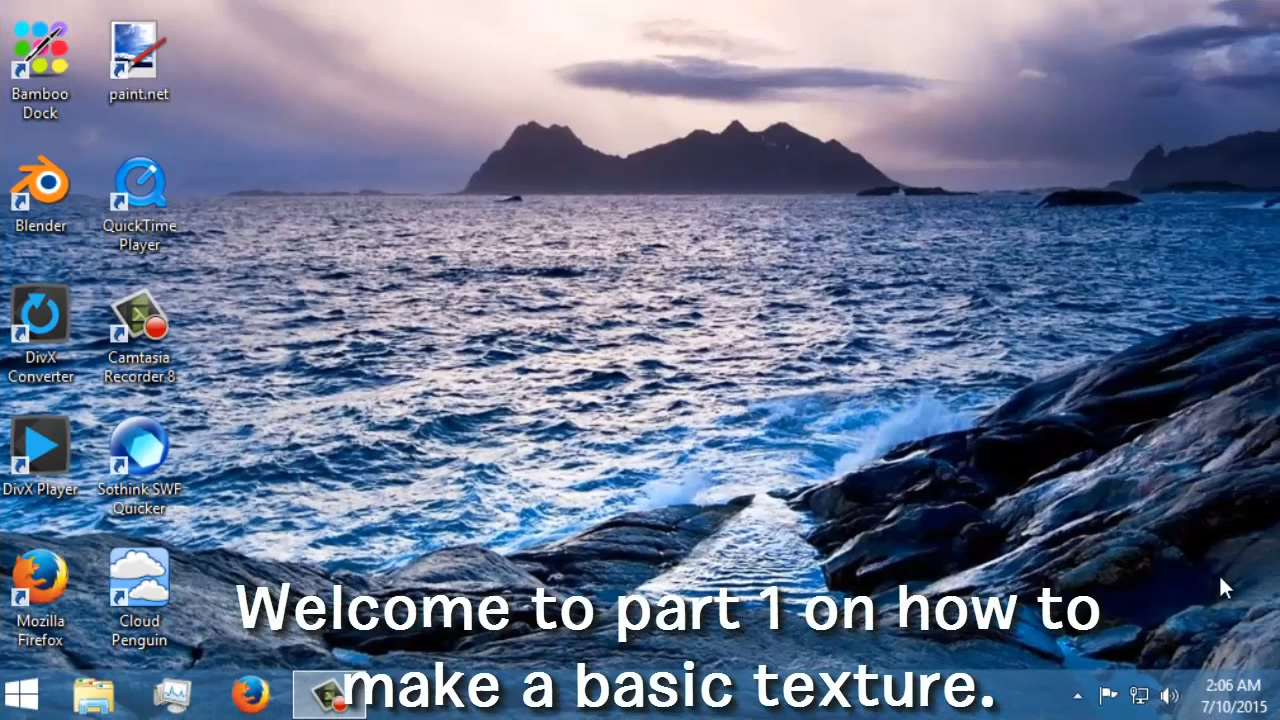 Bamboo
Dock
paint.net
Blender
QuickTime
Player
DivX
Converter
Camtasia
Recorder 8
DivX Player
Sothink SWF
Quicker
Mozilla
Firefox
Cloud
Penguin
Welcome to part 1 on how to
make a basic texture.
2:06 AM
7/10/2015